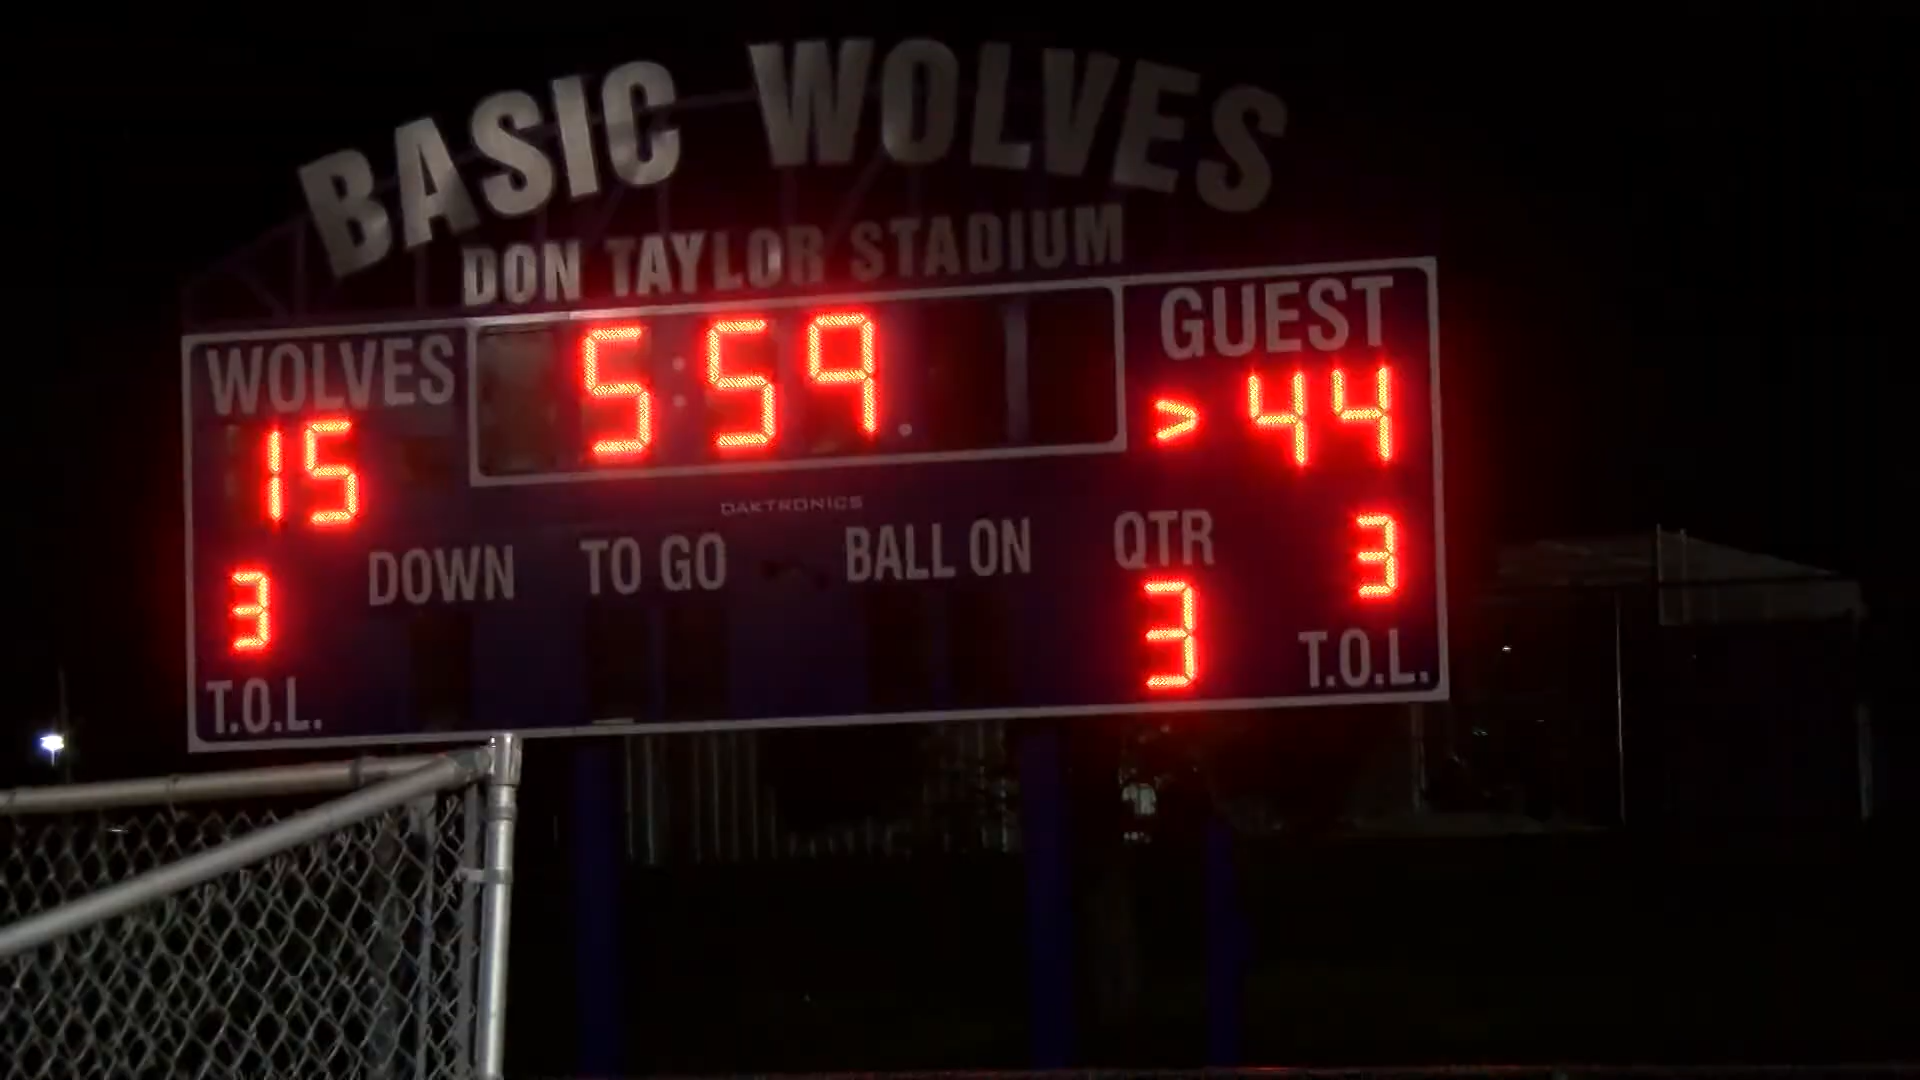 BASIC WOLVES
DON TAYLOR STADIUM
WOLVES 5:59 GUEST
15 > 44
DAKTRONICS
DOWN TO GO BALL ON QTR 3
3 3
T.O.L. T.O.L.